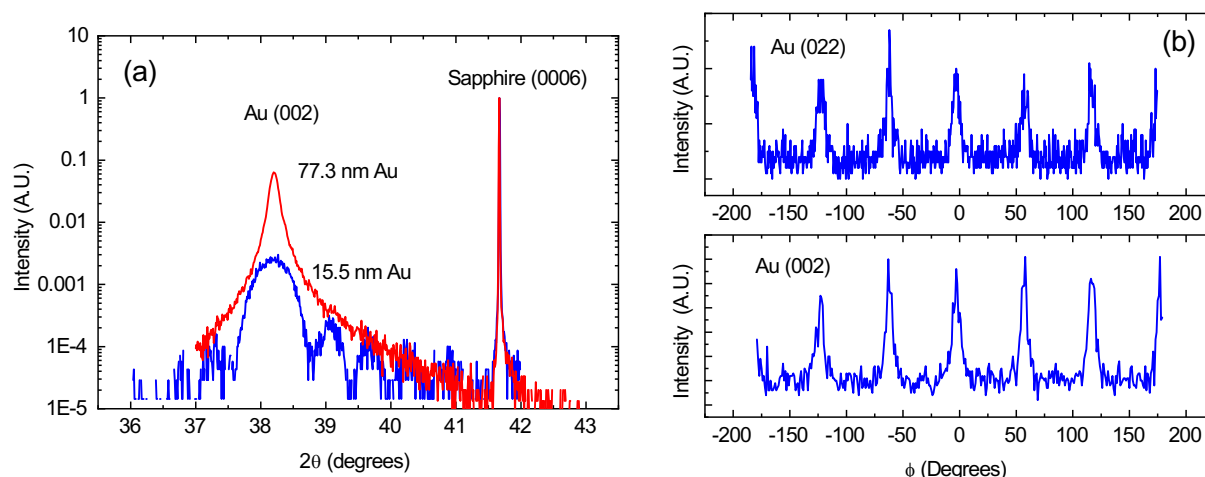 (a)
Sapphire (0006)
Au (002)
77.3 nm Au
15.5 nm Au
1
0.1
0.01
0.001
1E-4
1E-5
Intensity (A.U.)
36 37 38 39 40 41 42 43
2θ (degrees)
Au (022)
(b)
Intensity (A.U.)
-200 -150 -100 -50 0 50 100 150 200
Au (002)
Intensity (A.U.)
-200 -150 -100 -50 0 50 100 150 200
ϕ (Degrees)